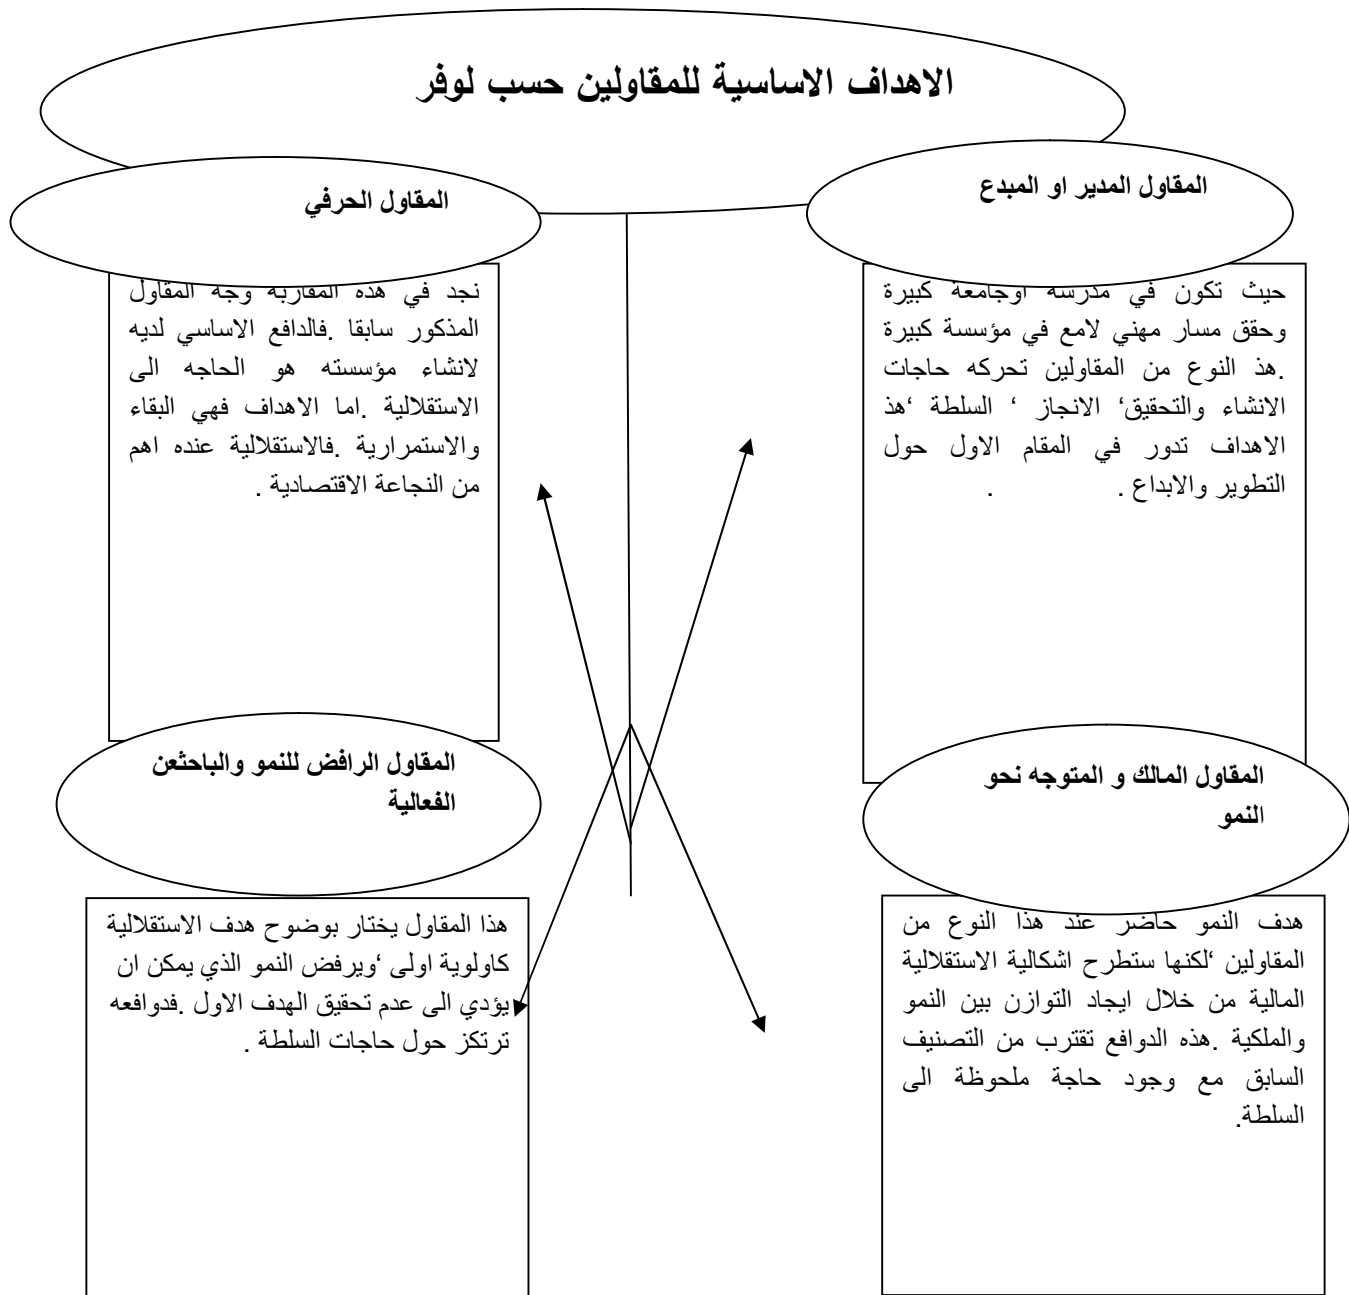 الاهداف الاساسية للمقاولين حسب لوفر
المقاول المدير او المبدع
حيث تكون في مدرسة اوجامعة كبيرة
وحقق مسار مهني لامع في مؤسسة كبيرة
.هذ النوع من المقاولين تحركه حاجات
الانشاء والتحقيق‘ الانجاز ‘ السلطة ‘هذ
الاهداف تدور في المقام الاول حول
التطوير والابداع . .
المقاول الحرفي
نجد في هذه المقاربة وجه المقاول
المذكور سابقا .فالدافع الاساسي لديه
لانشاء مؤسسته هو الحاجه الى
الاستقلالية .اما الاهداف فهي البقاء
والاستمرارية .فالاستقلالية عنده اهم
من النجاعة الاقتصادية .
المقاول المالك و المتوجه نحو
النمو
هدف النمو حاضر عند هذا النوع من
المقاولين ‘لكنها ستطرح اشكالية الاستقلالية
المالية من خلال ايجاد التوازن بين النمو
والملكية .هذه الدوافع تقترب من التصنيف
السابق مع وجود حاجة ملحوظة الى
السلطة.
المقاول الرافض للنمو والباحثعن
الفعالية
هذا المقاول يختار بوضوح هدف الاستقلالية
كاولوية اولى ‘ويرفض النمو الذي يمكن ان
يؤدي الى عدم تحقيق الهدف الاول .فدوافعه
ترتكز حول حاجات السلطة .